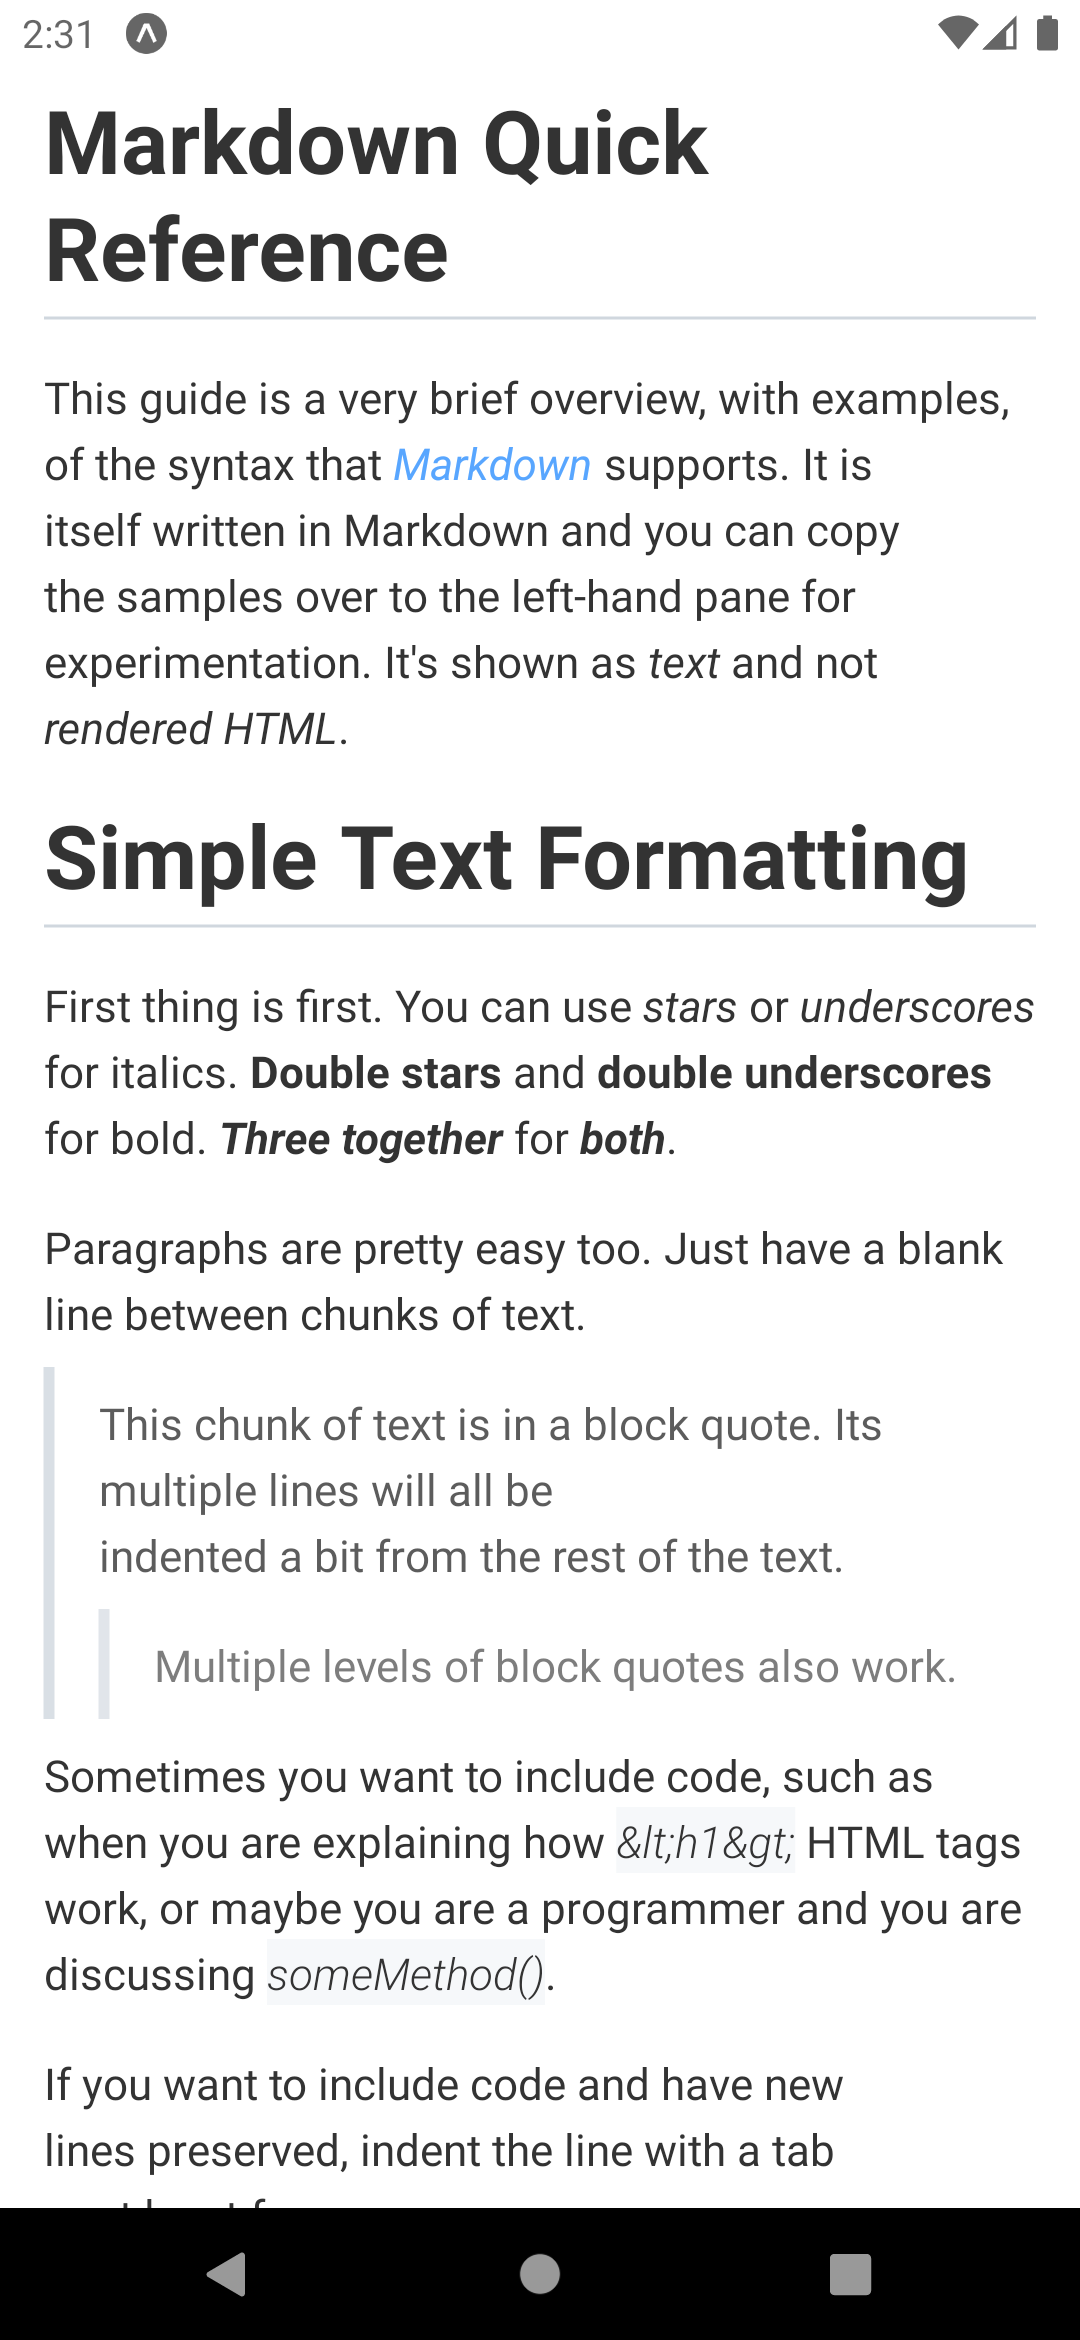 2:31
Markdown Quick
Reference
This guide is a very brief overview, with examples,
of the syntax that Markdown supports. It is
itself written in Markdown and you can copy
the samples over to the left-hand pane for
experimentation. It's shown as text and not
rendered HTML.
Simple Text Formatting
First thing is first. You can use stars or underscores
for italics. Double stars and double underscores
for bold. Three together for both.
Paragraphs are pretty easy too. Just have a blank
line between chunks of text.
This chunk of text is in a block quote. Its
multiple lines will all be
indented a bit from the rest of the text.
Multiple levels of block quotes also work.
Sometimes you want to include code, such as
when you are explaining how &lt;h1&gt; HTML tags
work, or maybe you are a programmer and you are
discussing someMethod().
If you want to include code and have new
lines preserved, indent the line with a tab